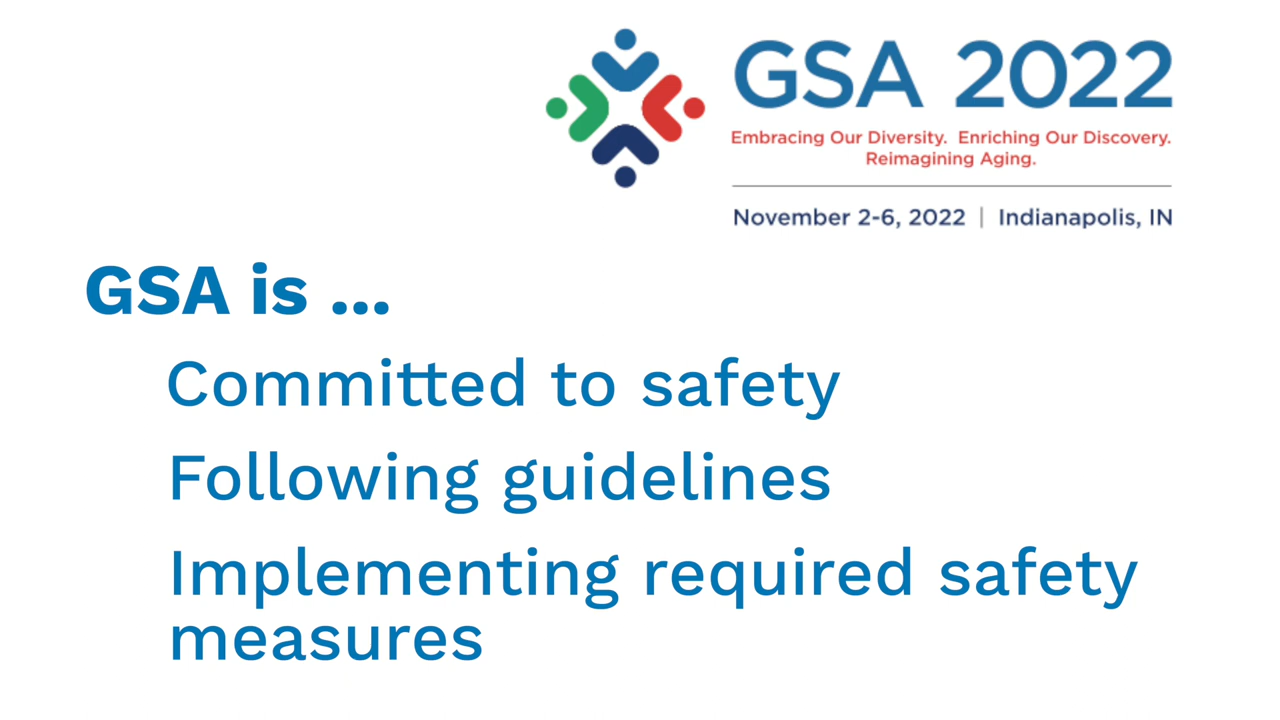 GSA 2022
Embracing Our Diversity. Enriching Our Discovery.
Reimagining Aging.
November 2-6, 2022 | Indianapolis, IN
GSA is ...
Committed to safety
Following guidelines
Implementing required safety
measures